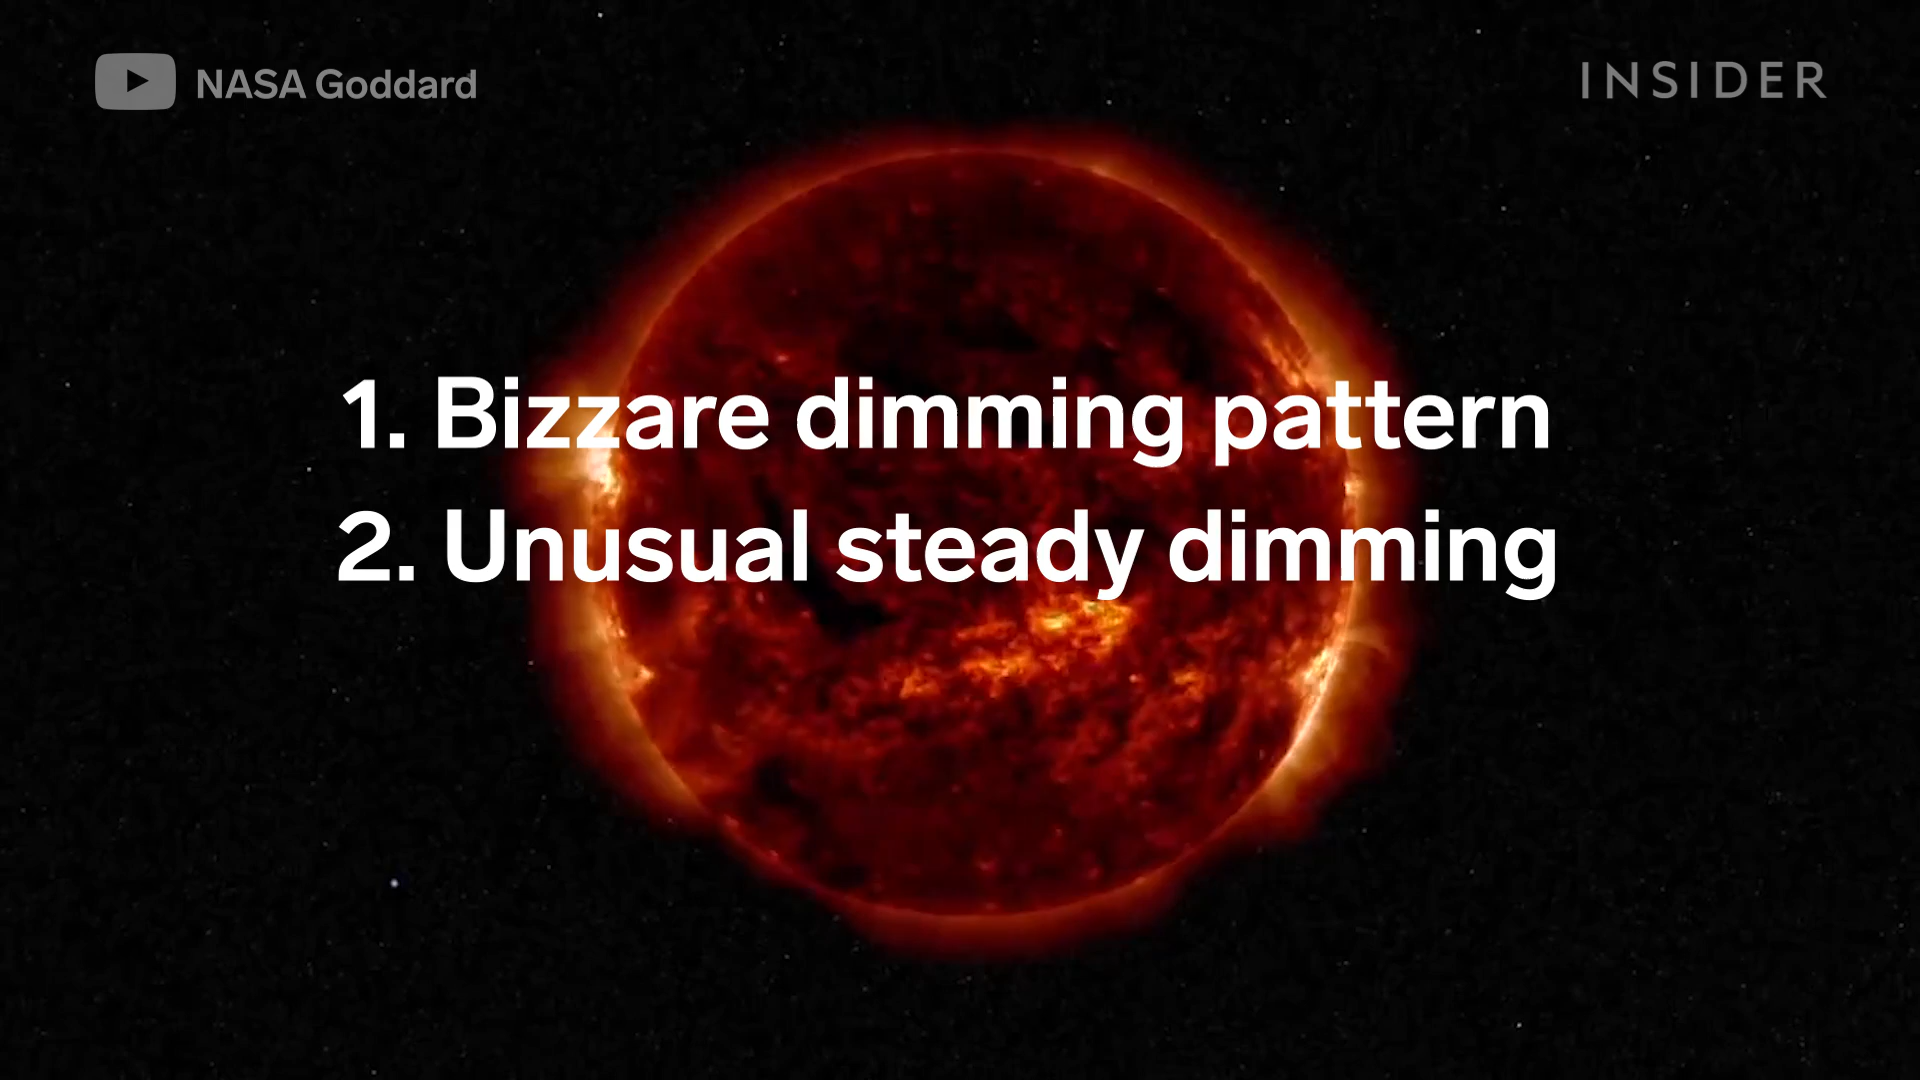 NASA Goddard
INSIDER
1. Bizzare dimming pattern
2. Unusual steady dimming